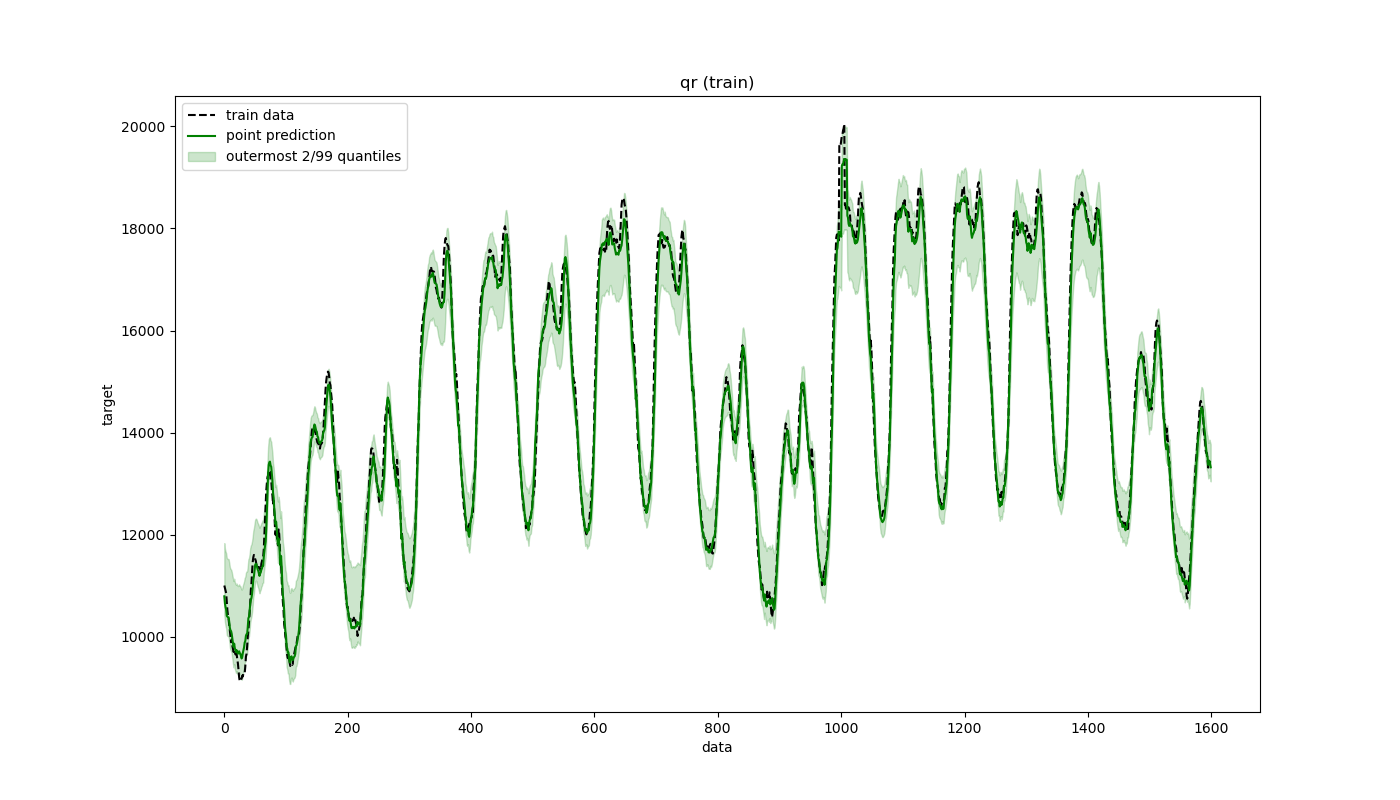 qr (train)
train data
point prediction
outermost 2/99 quantiles
target
20000
18000
16000
14000
12000
10000
0 200 400 600 800 1000 1200 1400 1600
data